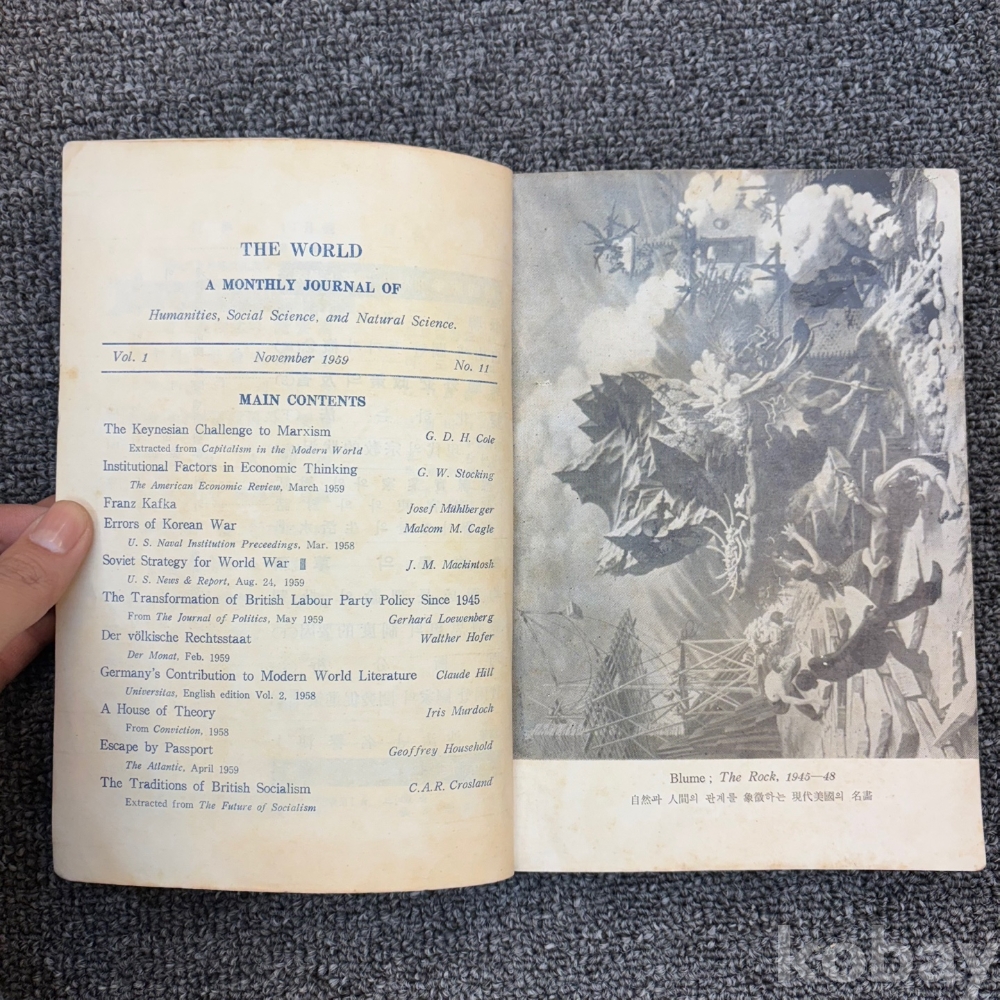 THE WORLD
A MONTHLY JOURNAL OF
Humanities, Social Science, and Natural Science.
Vol. 1 November 1959 No. 11
MAIN CONTENTS
The Keynesian Challenge to Marxism G. D. H. Cole
Extracted from Capitalism in the Modern World
Institutional Factors in Economic Thinking G. W. Stocking
The American Economic Review, March 1959
Franz Kafka Josef Mühlberger
Errors of Korean War Malcom M. Cagle
U. S. Naval Institution Preceedings, Mar. 1958
Soviet Strategy for World War Ⅲ J. M. Mackintosh
U. S. News & Report, Aug. 24, 1959
The Transformation of British Labour Party Policy Since 1945
From The Journal of Politics, May 1959 Gerhard Loewenberg
Der völkische Rechtsstaat Walther Hofer
Der Monat, Feb. 1959
Germany's Contribution to Modern World Literature Claude Hill
Universitas, English edition Vol. 2, 1958
A House of Theory Iris Murdoch
From Conviction, 1958
Escape by Passport Geoffrey Household
The Atlantic, April 1959
The Traditions of British Socialism C.A.R. Crosland
Extracted from The Future of Socialism
Blume ; The Rock, 1945—48
自然과 人間의 관계를 象徵하는 現代美國의 名畵
kobay